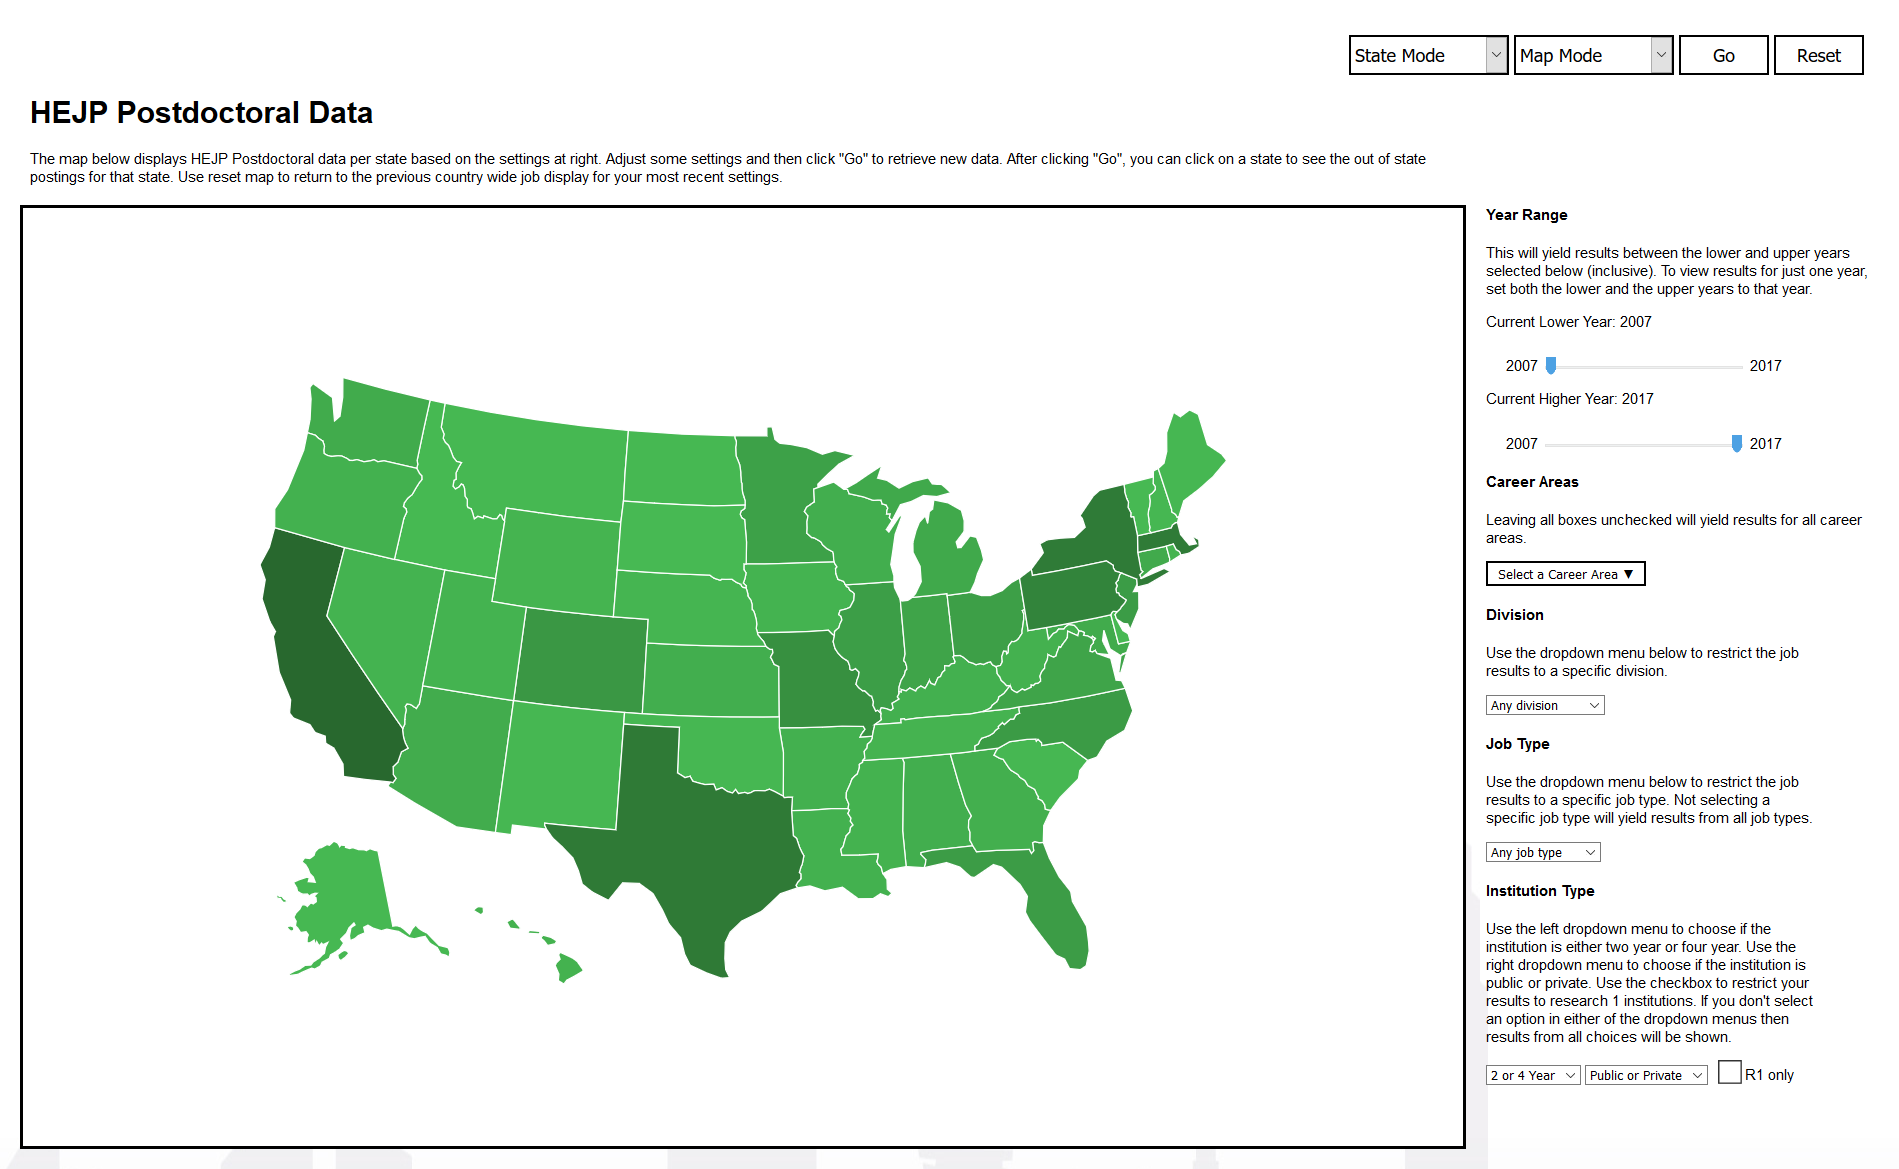 State Mode Map Mode Go Reset
HEJP Postdoctoral Data
The map below displays HEJP Postdoctoral data per state based on the settings at right. Adjust some settings and then click "Go" to retrieve new data. After clicking "Go", you can click on a state to see the out of state
postings for that state. Use reset map to return to the previous country wide job display for your most recent settings.
Year Range
This will yield results between the lower and upper years
selected below (inclusive). To view results for just one year,
set both the lower and the upper years to that year.
Current Lower Year: 2007
2007 2017
Current Higher Year: 2017
2007 2017
Career Areas
Leaving all boxes unchecked will yield results for all career
areas.
Select a Career Area ▼
Division
Use the dropdown menu below to restrict the job
results to a specific division.
Any division
Job Type
Use the dropdown menu below to restrict the job
results to a specific job type. Not selecting a
specific job type will yield results from all job types.
Any job type
Institution Type
Use the left dropdown menu to choose if the
institution is either two year or four year. Use the
right dropdown menu to choose if the institution is
public or private. Use the checkbox to restrict your
results to research 1 institutions. If you don't select
an option in either of the dropdown menus then
results from all choices will be shown.
2 or 4 Year Public or Private R1 only